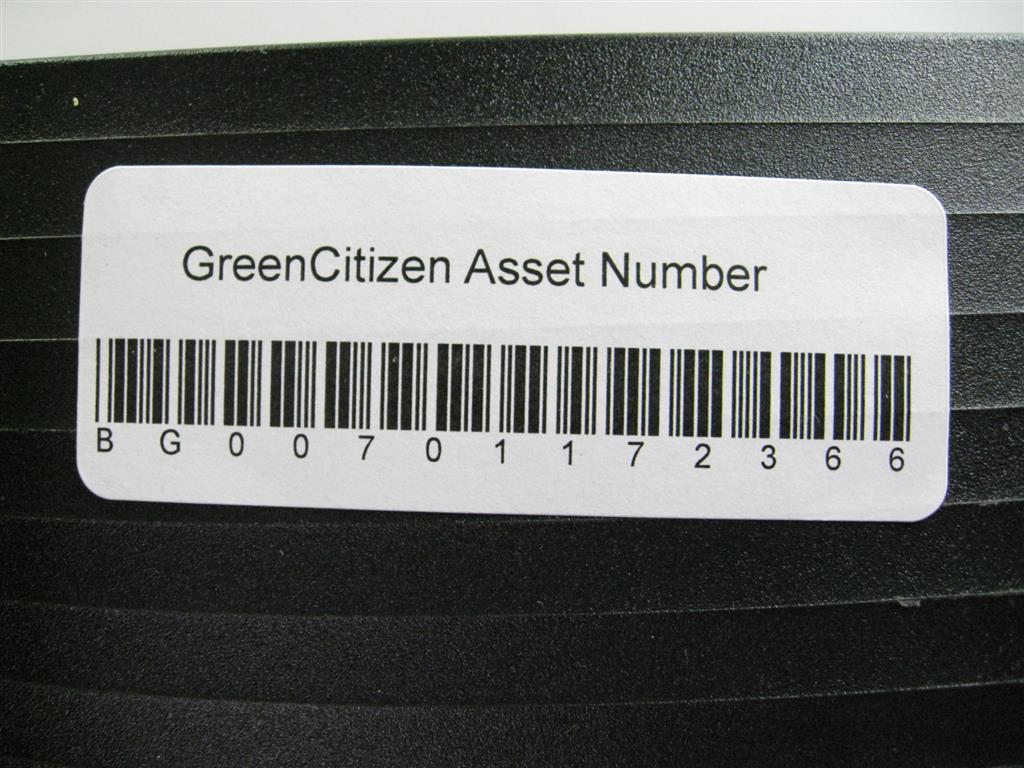 GreenCitizen Asset Number
B G 0 0 7 0 1 1 7 2 3 6 6